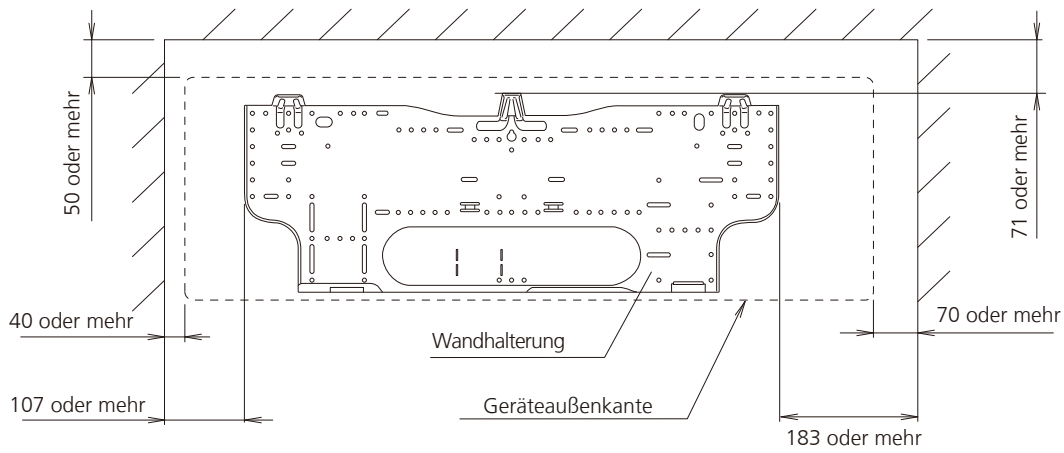 50 oder mehr
71 oder mehr
40 oder mehr
70 oder mehr
Wandhalterung
107 oder mehr
Geräteaußenkante
183 oder mehr